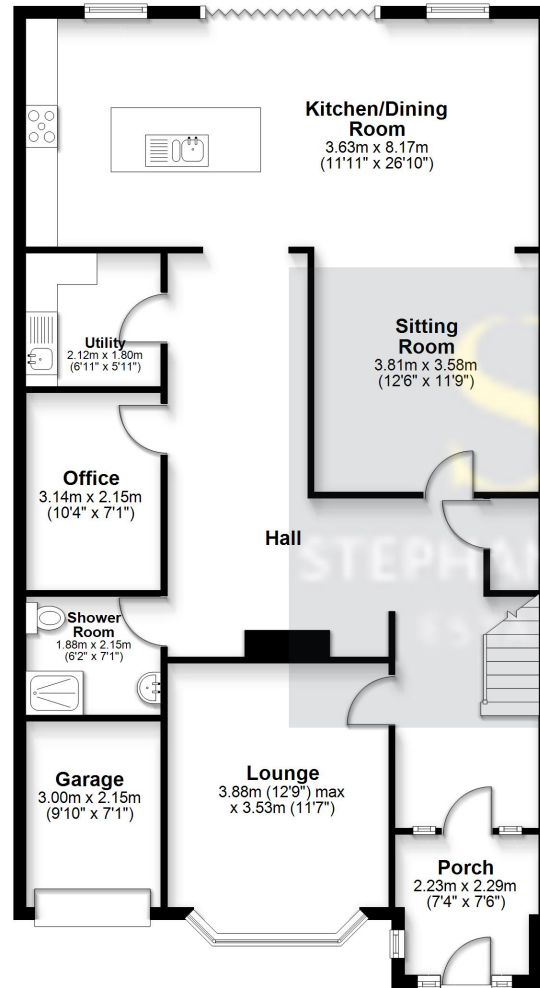 Kitchen/Dining
Room
3.63m x 8.17m
(11'11" x 26'10")
Utility
2.12m x 1.80m
(6'11" x 5'11")
Sitting
Room
3.81m x 3.58m
(12'6" x 11'9")
Office
3.14m x 2.15m
(10'4" x 7'1")
Hall
Shower
Room
1.88m x 2.15m
(6'2" x 7'1")
Garage
3.00m x 2.15m
(9'10" x 7'1")
Lounge
3.88m (12'9") max
x 3.53m (11'7")
Porch
2.23m x 2.29m
(7'4" x 7'6")
S
STEPHAN
ES